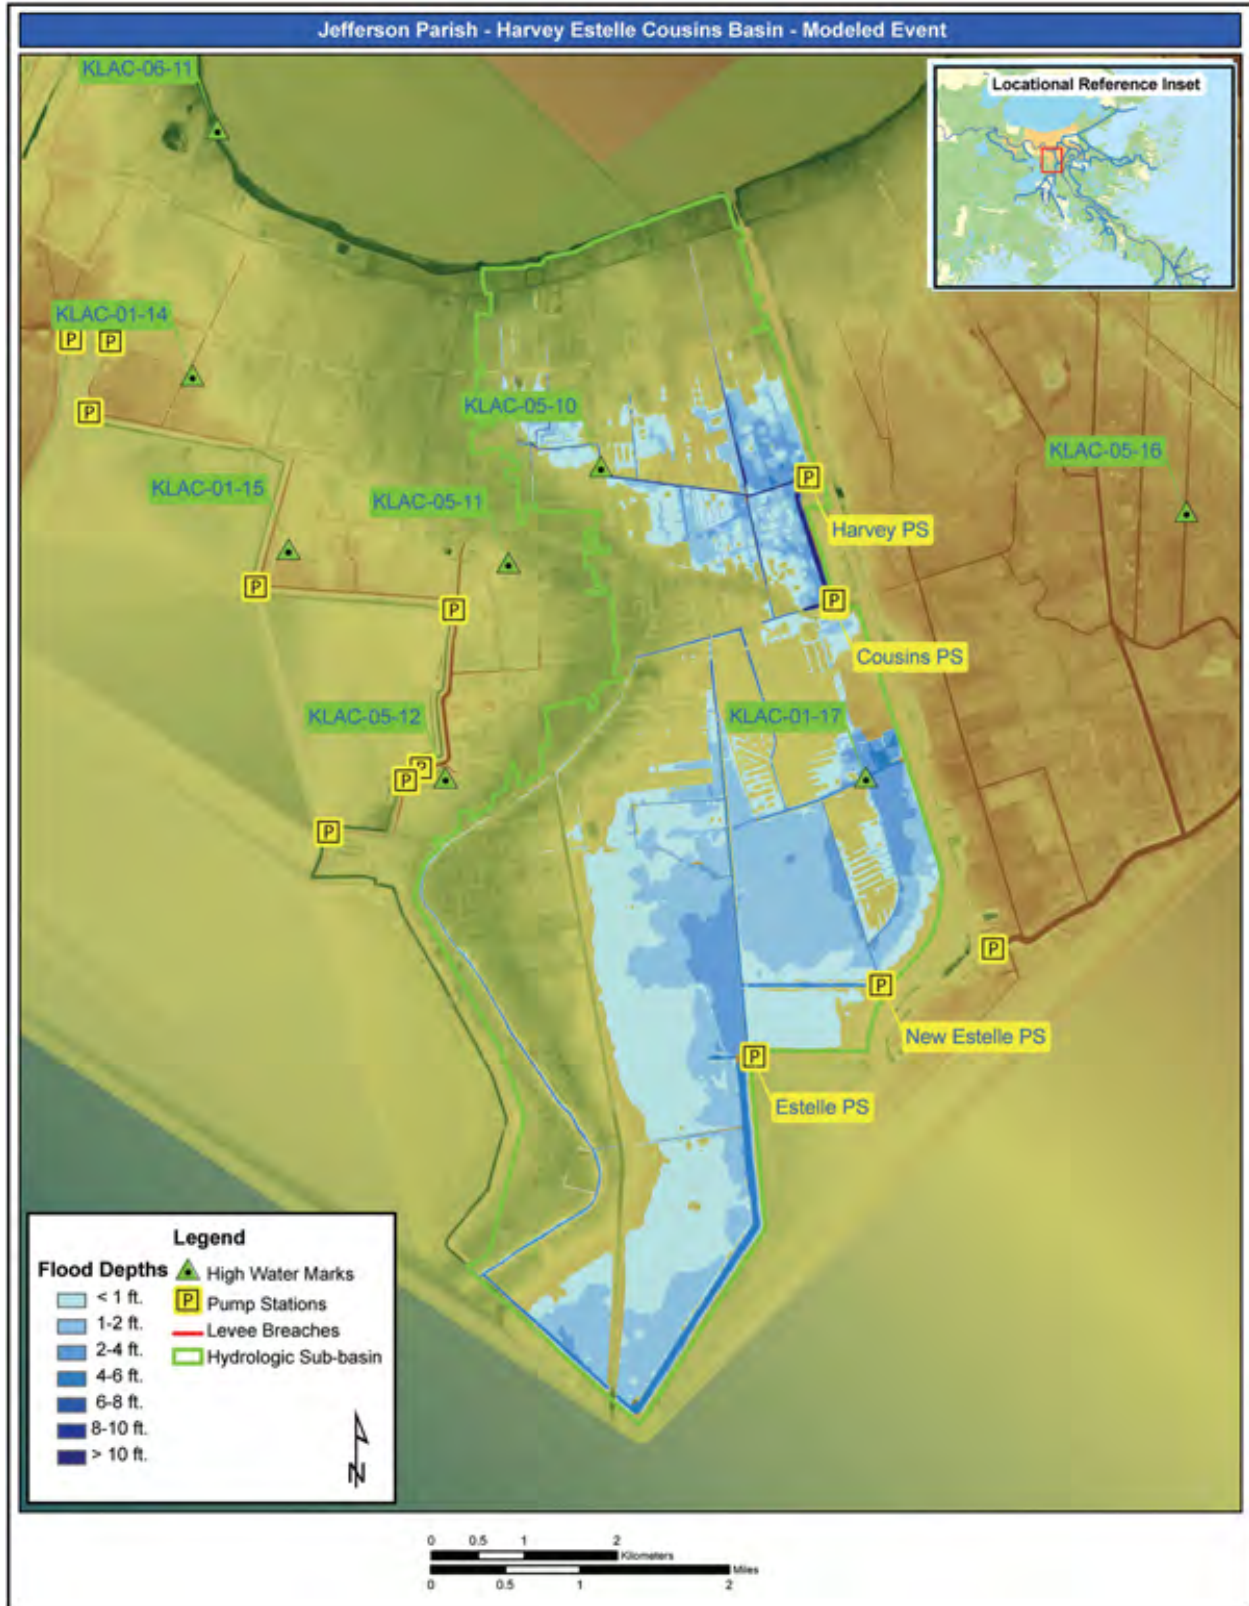 Jefferson Parish - Harvey Estelle Cousins Basin - Modeled Event
KLAC-06-11
Locational Reference Inset
KLAC-01-14
P
P
P
KLAC-05-10
KLAC-05-16
KLAC-01-15
KLAC-05-11
P
Harvey PS
P
P
P
Cousins PS
KLAC-05-12
KLAC-01-17
P
P
P
P
P
New Estelle PS
P
Estelle PS
Legend
Flood Depths
< 1 ft.
1-2 ft.
2-4 ft.
4-6 ft.
6-8 ft.
8-10 ft.
> 10 ft.
High Water Marks
P
Pump Stations
Levee Breaches
Hydrologic Sub-basin
N
0 0.5 1 2
Kilometers
Miles
0 0.5 1 2